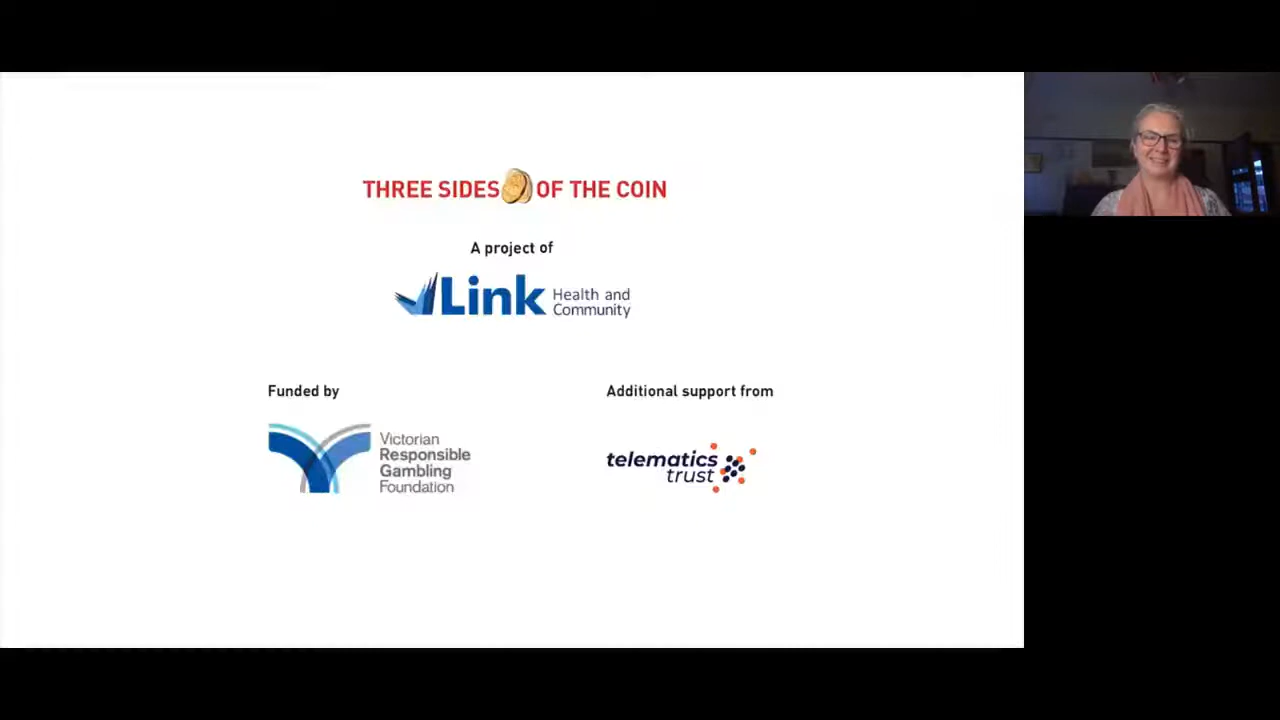 THREE SIDES OF THE COIN
A project of
Link Health and
Community
Funded by
Victorian
Responsible
Gambling
Foundation
Additional support from
telematics
trust